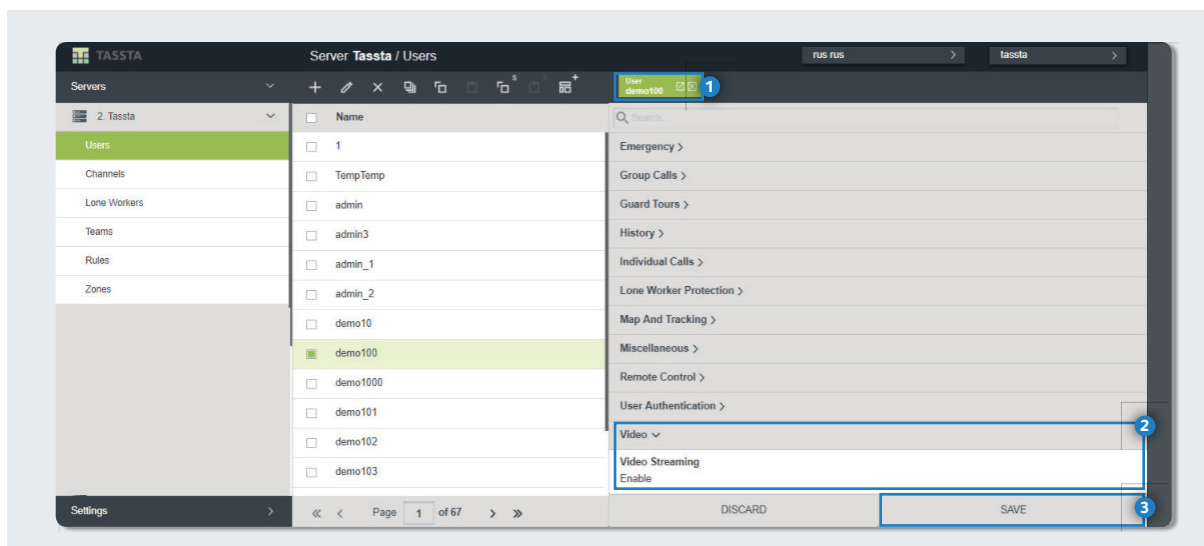 TASSTA
Server Tassta / Users
rus rus
tassta
Servers
S
User
demo100
1
2. Tassta
Name
Search...
Users
1
Emergency
Channels
TempTemp
Group Calls
Lone Workers
admin
Guard Tours
Teams
admin3
History
Rules
admin_1
Individual Calls
Zones
admin_2
Lone Worker Protection
demo10
Map And Tracking
demo100
Miscellaneous
demo1000
Remote Control
demo101
User Authentication
demo102
Video
2
demo103
Video Streaming
Enable
Settings
Page 1 of 67
DISCARD
SAVE
3